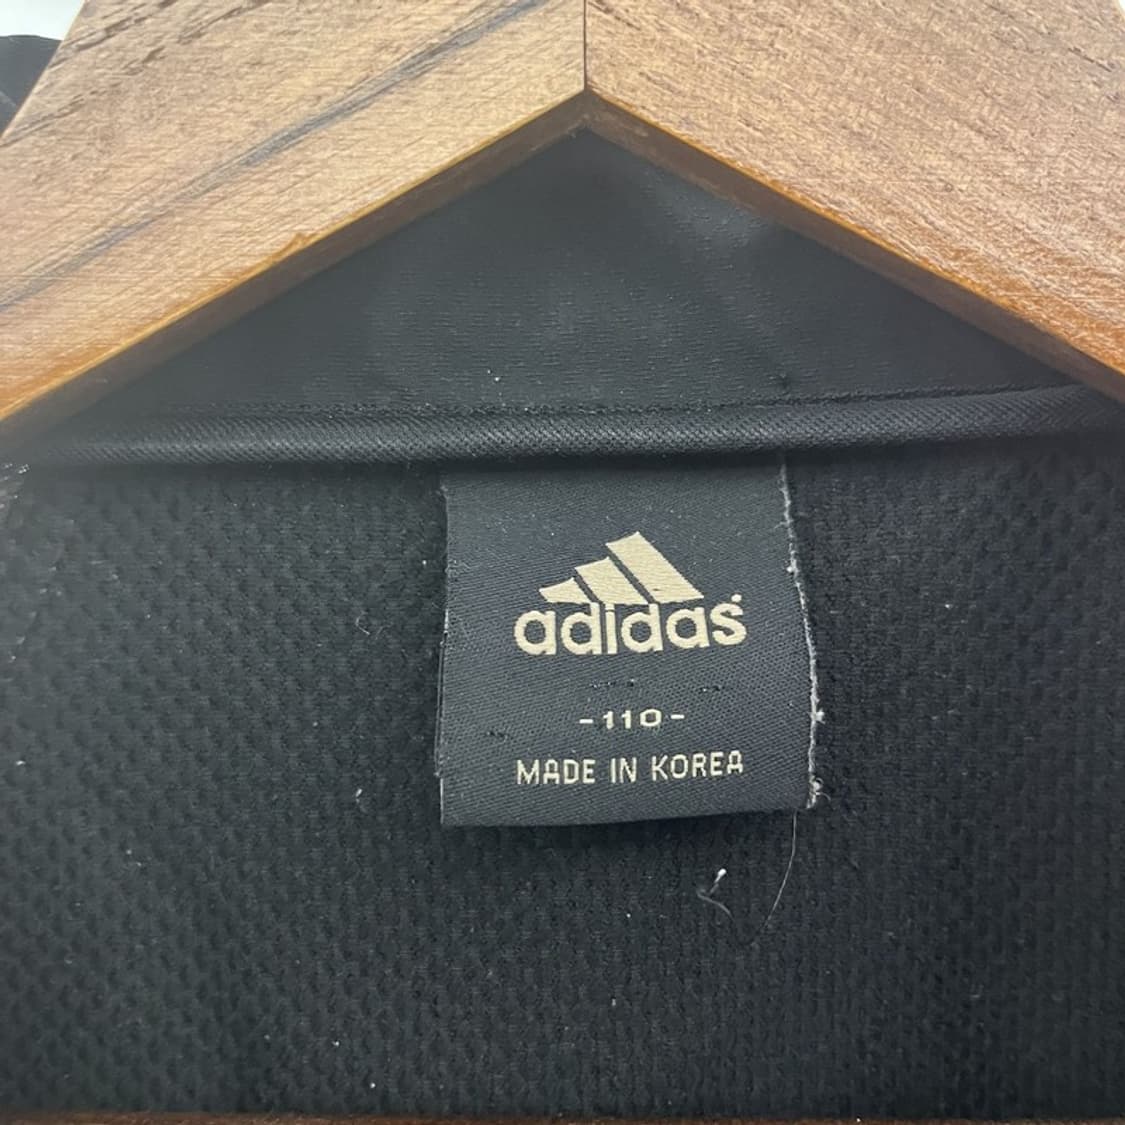 adidas
-110-
MADE IN KOREA